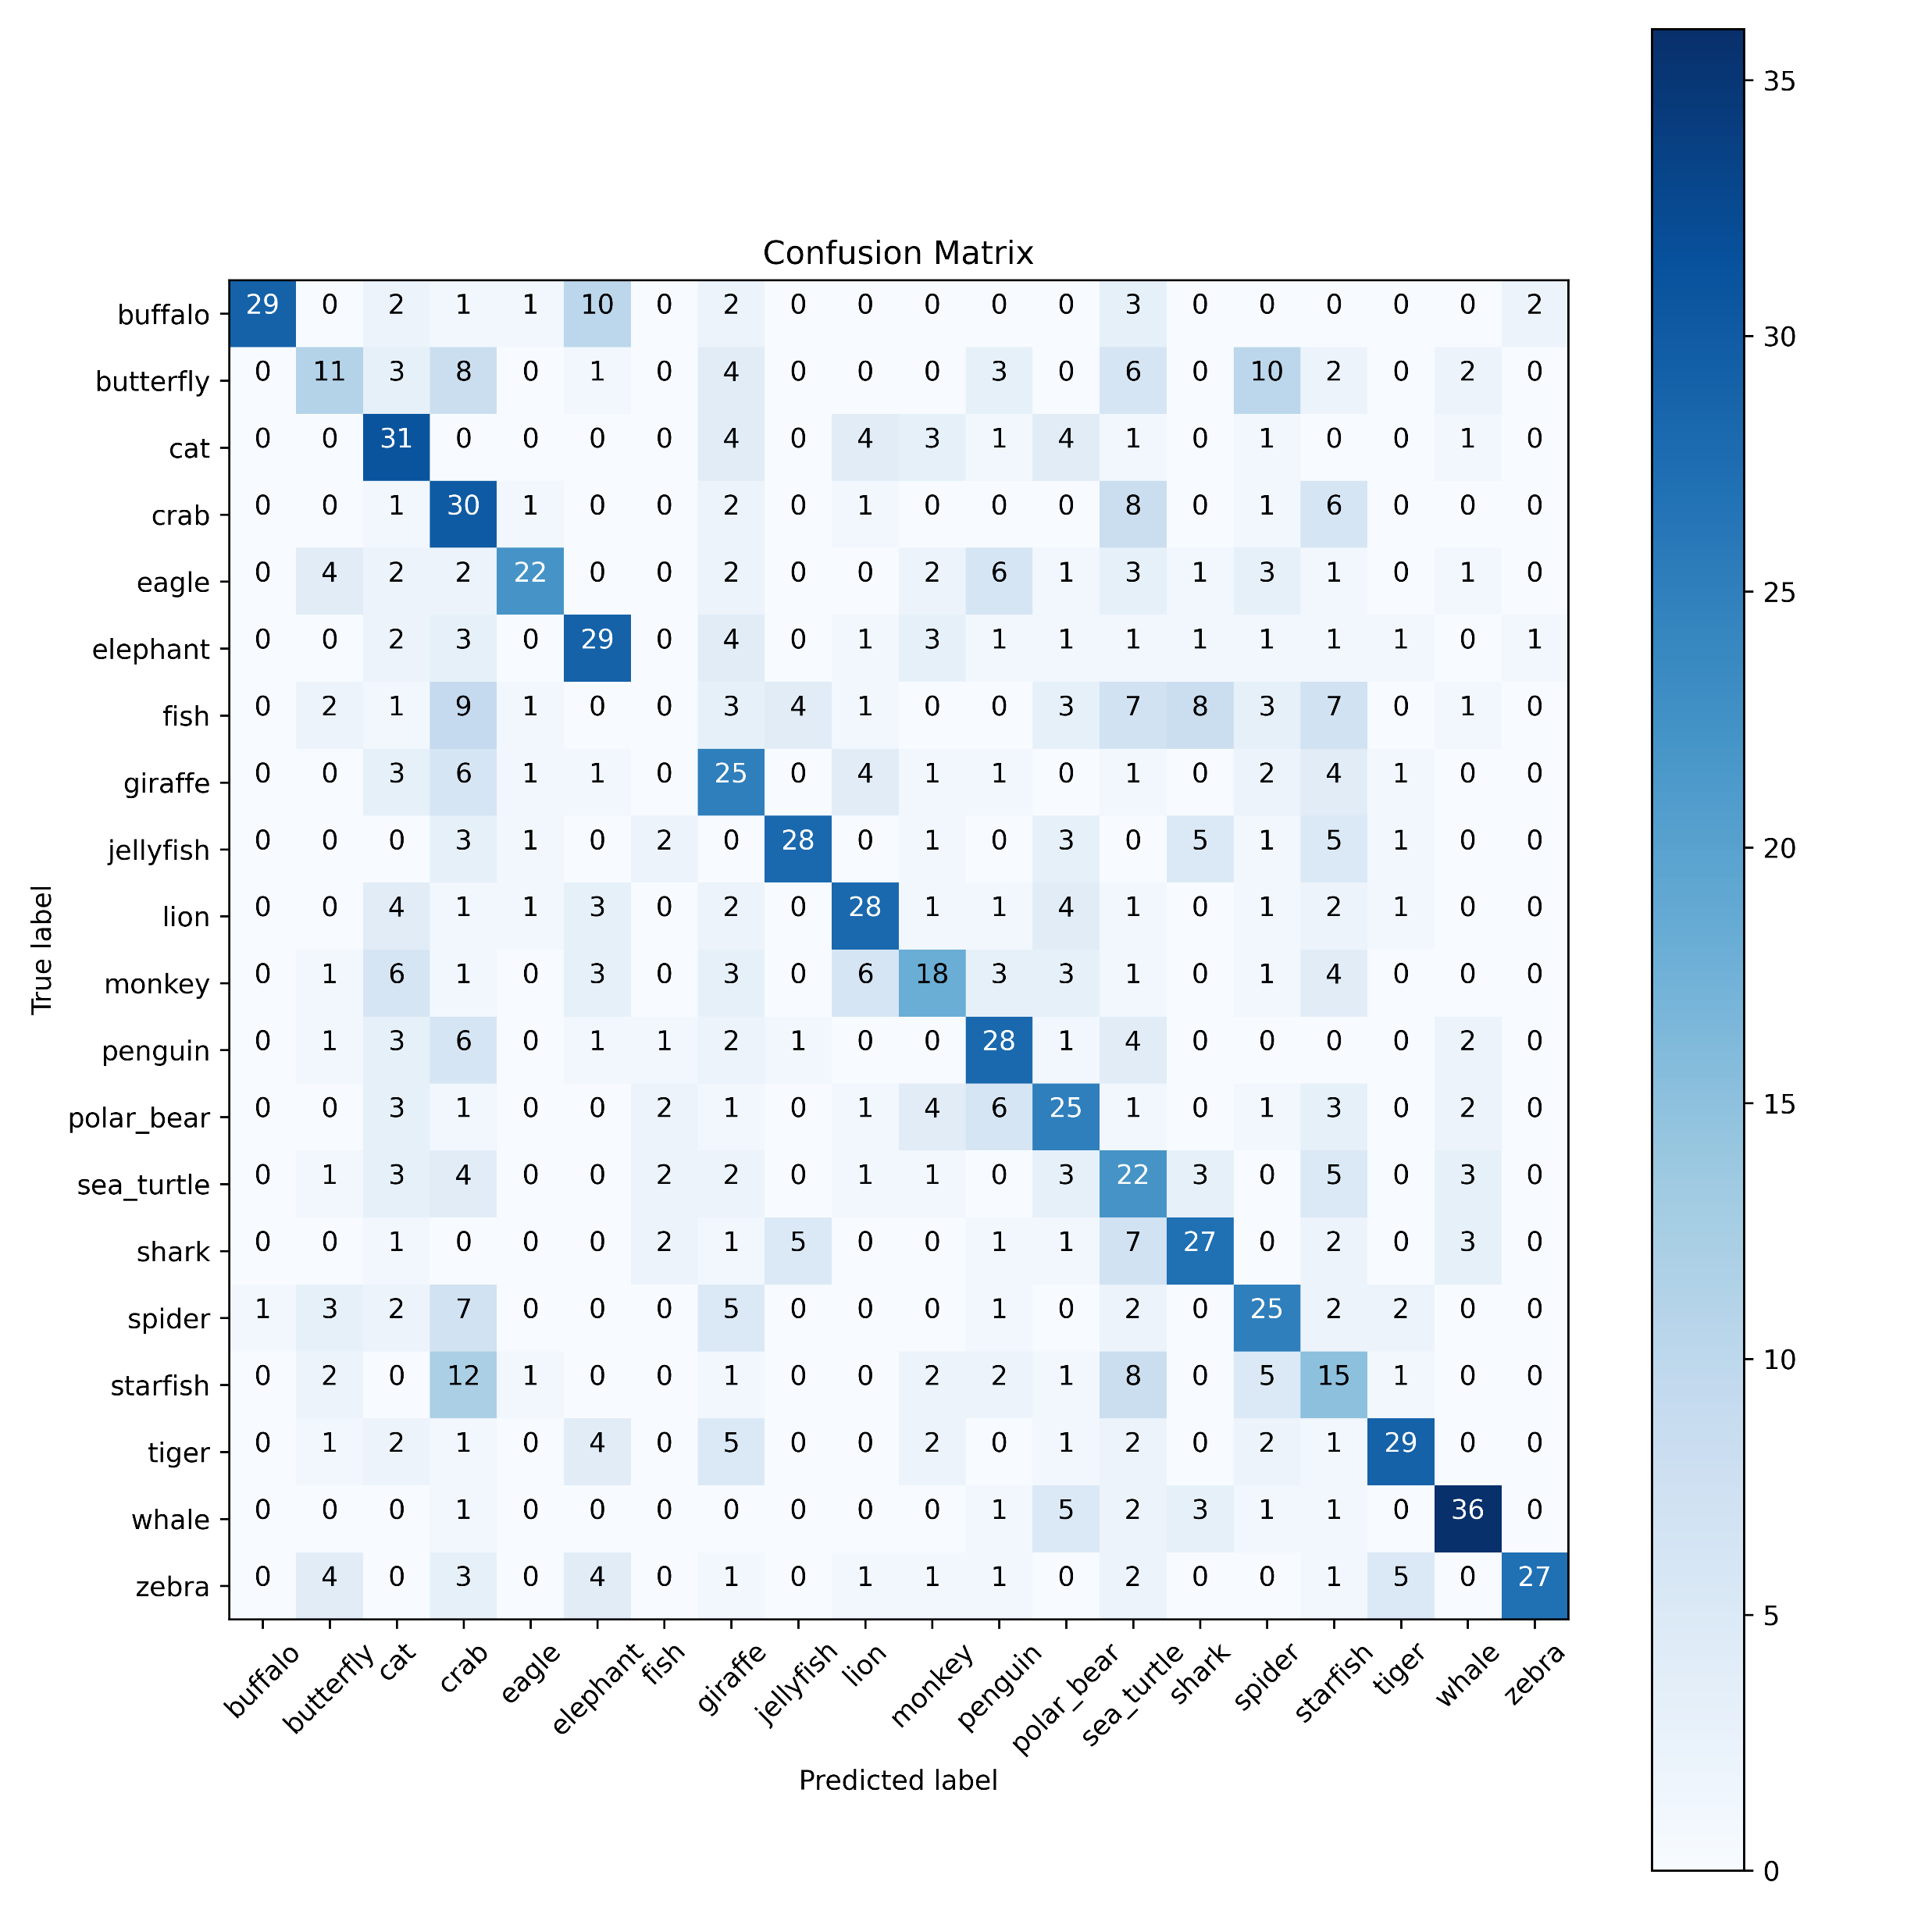 Confusion Matrix
buffalo 29 0 2 1 1 10 0 2 0 0 0 0 0 3 0 0 0 0 0 2
butterfly 0 11 3 8 0 1 0 4 0 0 0 3 0 6 0 10 2 0 2 0
cat 0 0 31 0 0 0 0 4 0 4 3 1 4 1 0 1 0 0 1 0
crab 0 0 1 30 1 0 0 2 0 1 0 0 0 8 0 1 6 0 0 0
eagle 0 4 2 2 22 0 0 2 0 0 2 6 1 3 1 3 1 0 1 0
elephant 0 0 2 3 0 29 0 4 0 1 3 1 1 1 1 1 1 1 0 1
fish 0 2 1 9 1 0 0 3 4 1 0 0 3 7 8 3 7 0 1 0
giraffe 0 0 3 6 1 1 0 25 0 4 1 1 0 1 0 2 4 1 0 0
jellyfish 0 0 0 3 1 0 2 0 28 0 1 0 3 0 5 1 5 1 0 0
lion 0 0 4 1 1 3 0 2 0 28 1 1 4 1 0 1 2 1 0 0
monkey 0 1 6 1 0 3 0 3 0 6 18 3 3 1 0 1 4 0 0 0
penguin 0 1 3 6 0 1 1 2 1 0 0 28 1 4 0 0 0 0 2 0
polar_bear 0 0 3 1 0 0 2 1 0 1 4 6 25 1 0 1 3 0 2 0
sea_turtle 0 1 3 4 0 0 2 2 0 1 1 0 3 22 3 0 5 0 3 0
shark 0 0 1 0 0 0 2 1 5 0 0 1 1 7 27 0 2 0 3 0
spider 1 3 2 7 0 0 0 5 0 0 0 1 0 2 0 25 2 2 0 0
starfish 0 2 0 12 1 0 0 1 0 0 2 2 1 8 0 5 15 1 0 0
tiger 0 1 2 1 0 4 0 5 0 0 2 0 1 2 0 2 1 29 0 0
whale 0 0 0 1 0 0 0 0 0 0 0 1 5 2 3 1 1 0 36 0
zebra 0 4 0 3 0 4 0 1 0 1 1 1 0 2 0 0 1 5 0 27
buffalo butterfly cat crab eagle elephant fish giraffe jellyfish lion monkey penguin polar_bear sea_turtle shark spider starfish tiger whale zebra
Predicted label
True label
35
30
25
20
15
10
5
0